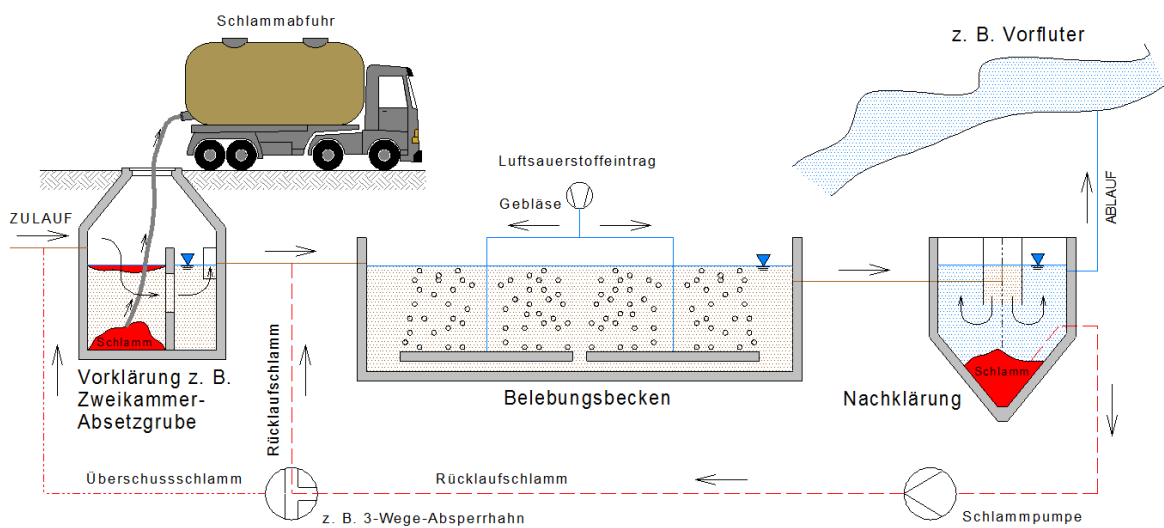 Schlammabfuhr
z. B. Vorfluter
Luftsauerstoffeintrag
Gebläse
ZULAUF
ABLAUF
Schlamm
Schlamm
Vorklärung z. B.
Zweikammer-
Absetzgrube
Rücklaufschlamm
Belebungsbecken
Nachklärung
Überschussschlamm
Rücklaufschlamm
z. B. 3-Wege-Absperrhahn
Schlammpumpe